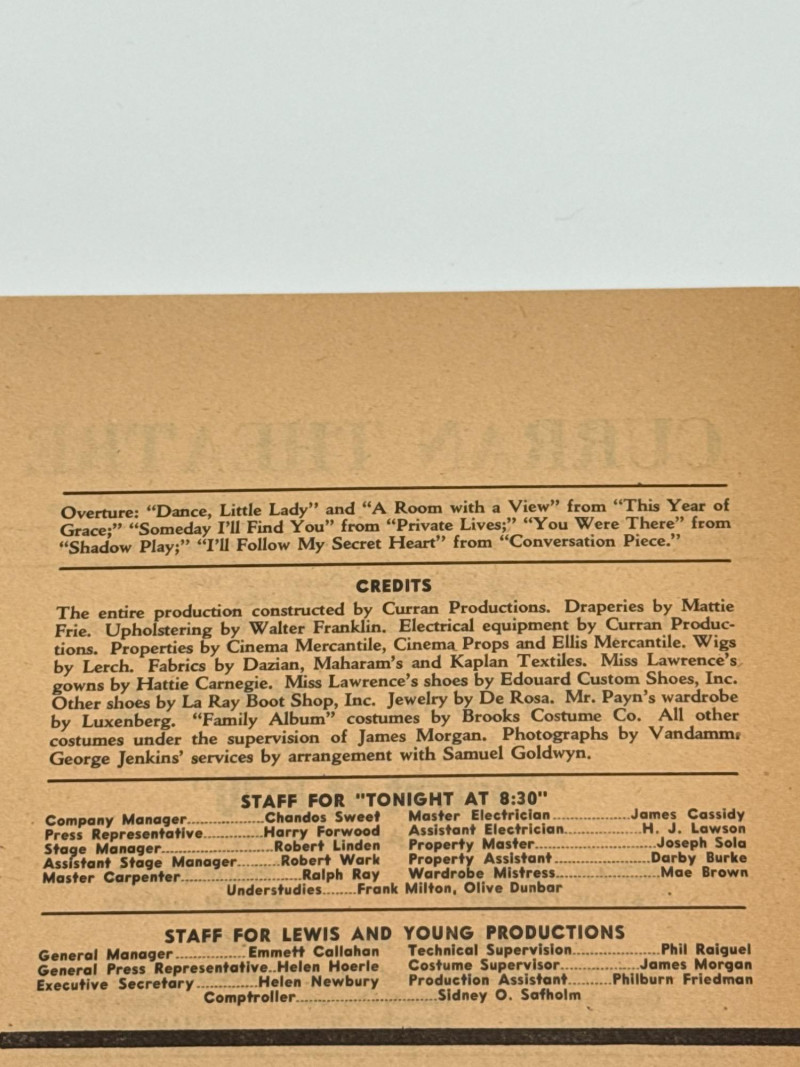 CURRAN THEATRE
Overture: “Dance, Little Lady” and “A Room with a View” from “This Year of
Grace;” “Someday I’ll Find You” from “Private Lives;” “You Were There” from
“Shadow Play;” “I’ll Follow My Secret Heart” from “Conversation Piece.”
CREDITS
The entire production constructed by Curran Productions. Draperies by Mattie
Frie. Upholstering by Walter Franklin. Electrical equipment by Curran Produc-
tions. Properties by Cinema Mercantile, Cinema Props and Ellis Mercantile. Wigs
by Lerch. Fabrics by Dazian, Maharam’s and Kaplan Textiles. Miss Lawrence’s
gowns by Hattie Carnegie. Miss Lawrence’s shoes by Edouard Custom Shoes, Inc.
Other shoes by La Ray Boot Shop, Inc. Jewelry by De Rosa. Mr. Payn’s wardrobe
by Luxenberg. “Family Album” costumes by Brooks Costume Co. All other
costumes under the supervision of James Morgan. Photographs by Vandamm.
George Jenkins’ services by arrangement with Samuel Goldwyn.
STAFF FOR "TONIGHT AT 8:30"
Company Manager................Chandos Sweet
Press Representative.............Harry Forwood
Stage Manager........................Robert Linden
Assistant Stage Manager.........Robert Wark
Master Carpenter.........................Ralph Ray
Master Electrician................James Cassidy
Assistant Electrician................H. J. Lawson
Property Master.........................Joseph Sola
Property Assistant....................Darby Burke
Wardrobe Mistress......................Mae Brown
Understudies........Frank Milton, Olive Dunbar
STAFF FOR LEWIS AND YOUNG PRODUCTIONS
General Manager...............Emmett Callahan
General Press Representative..Helen Hoerle
Executive Secretary.............Helen Newbury
Technical Supervision..................Phil Raiguel
Costume Supervisor.................James Morgan
Production Assistant.........Philburn Friedman
Comptroller..............................Sidney O. Safholm